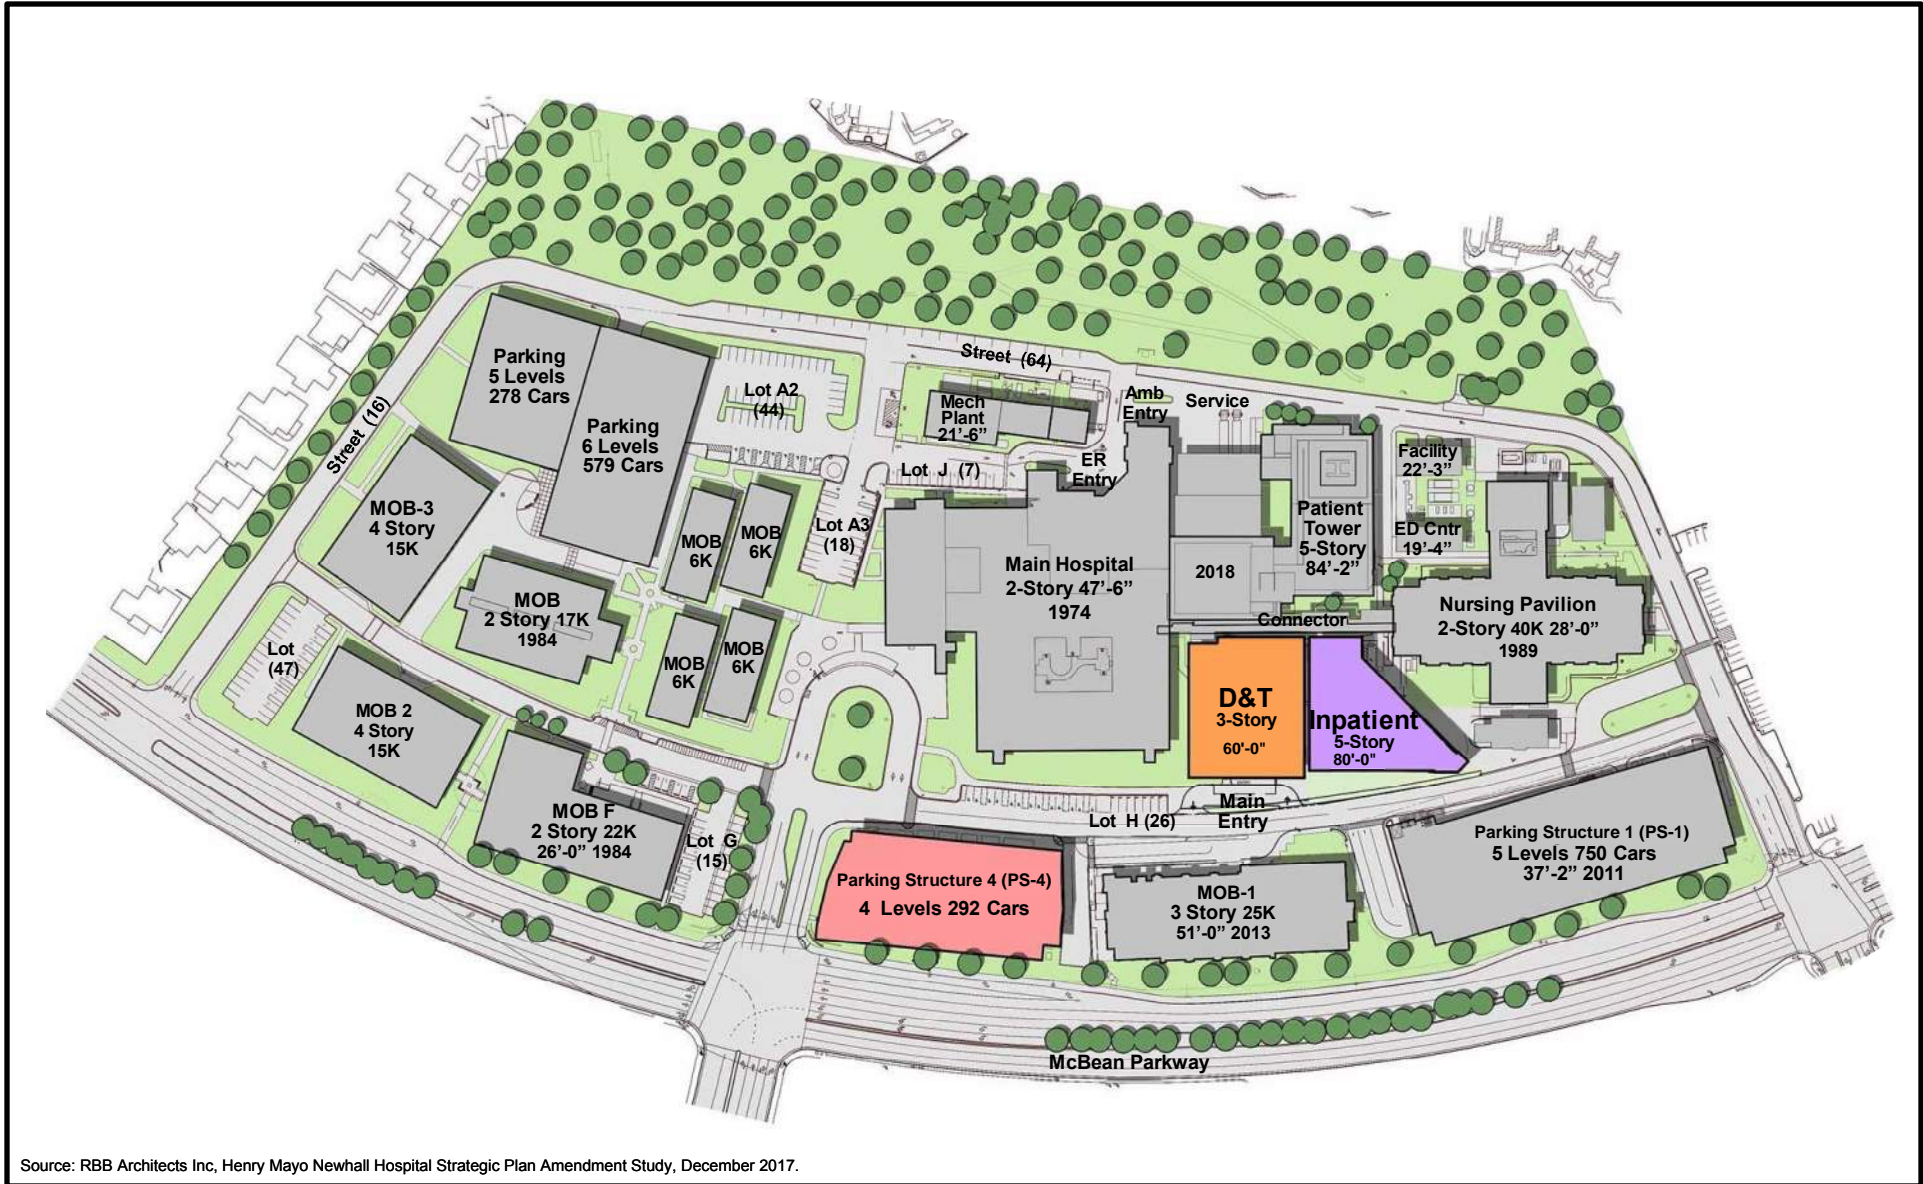 Street (64)
Amb
Entry
Service
Parking
5 Levels
278 Cars
Lot A2
(44)
Mech
Plant
21’-6”
Parking
6 Levels
579 Cars
Street (16)
Lot J (7)
ER
Entry
Facility
22’-3”
MOB-3
4 Story
15K
Lot A3
(18)
MOB
6K
MOB
6K
H
Patient
Tower
5-Story
84’-2”
ED Cntr
19’-4”
Main Hospital
2-Story 47’-6”
1974
2018
MOB
2 Story 17K
1984
Connector
Nursing Pavilion
2-Story 40K 28’-0”
1989
Lot
(47)
MOB
6K
MOB
6K
D&T
3-Story
60'-0"
Inpatient
5-Story
80'-0"
MOB 2
4 Story
15K
MOB F
2 Story 22K
26’-0” 1984
Lot G
(15)
Lot H (26)
Main
Entry
Parking Structure 4 (PS-4)
4 Levels 292 Cars
MOB-1
3 Story 25K
51’-0” 2013
Parking Structure 1 (PS-1)
5 Levels 750 Cars
37’-2” 2011
McBean Parkway
Source: RBB Architects Inc, Henry Mayo Newhall Hospital Strategic Plan Amendment Study, December 2017.